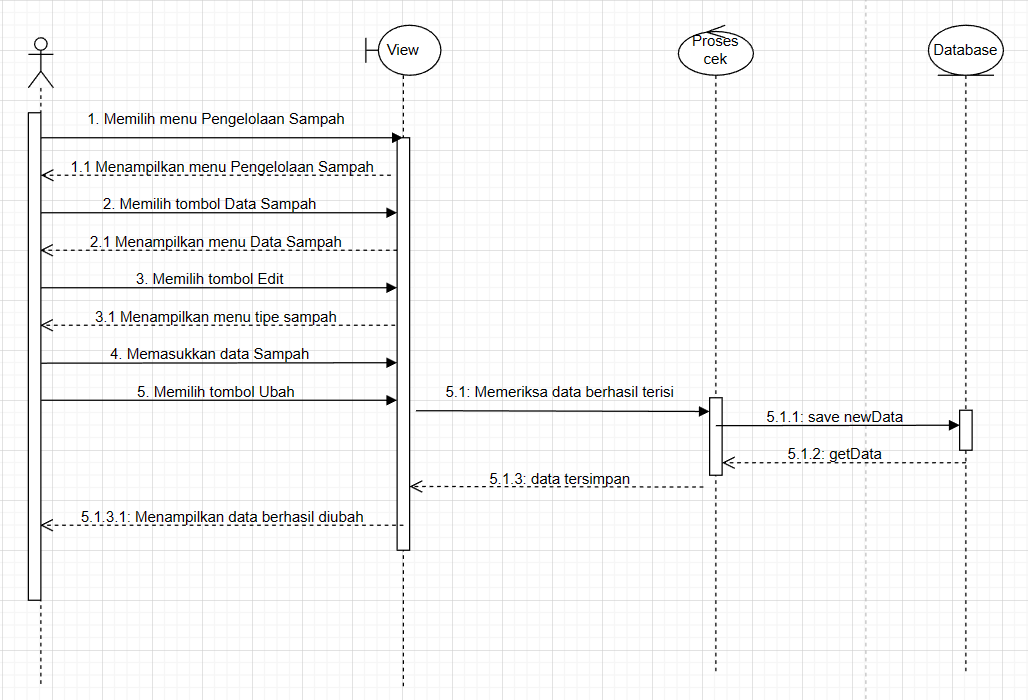 View
Proses
cek
Database
1. Memilih menu Pengelolaan Sampah
1.1 Menampilkan menu Pengelolaan Sampah
2. Memilih tombol Data Sampah
2.1 Menampilkan menu Data Sampah
3. Memilih tombol Edit
3.1 Menampilkan menu tipe sampah
4. Memasukkan data Sampah
5. Memilih tombol Ubah
5.1: Memeriksa data berhasil terisi
5.1.1: save newData
5.1.2: getData
5.1.3: data tersimpan
5.1.3.1: Menampilkan data berhasil diubah